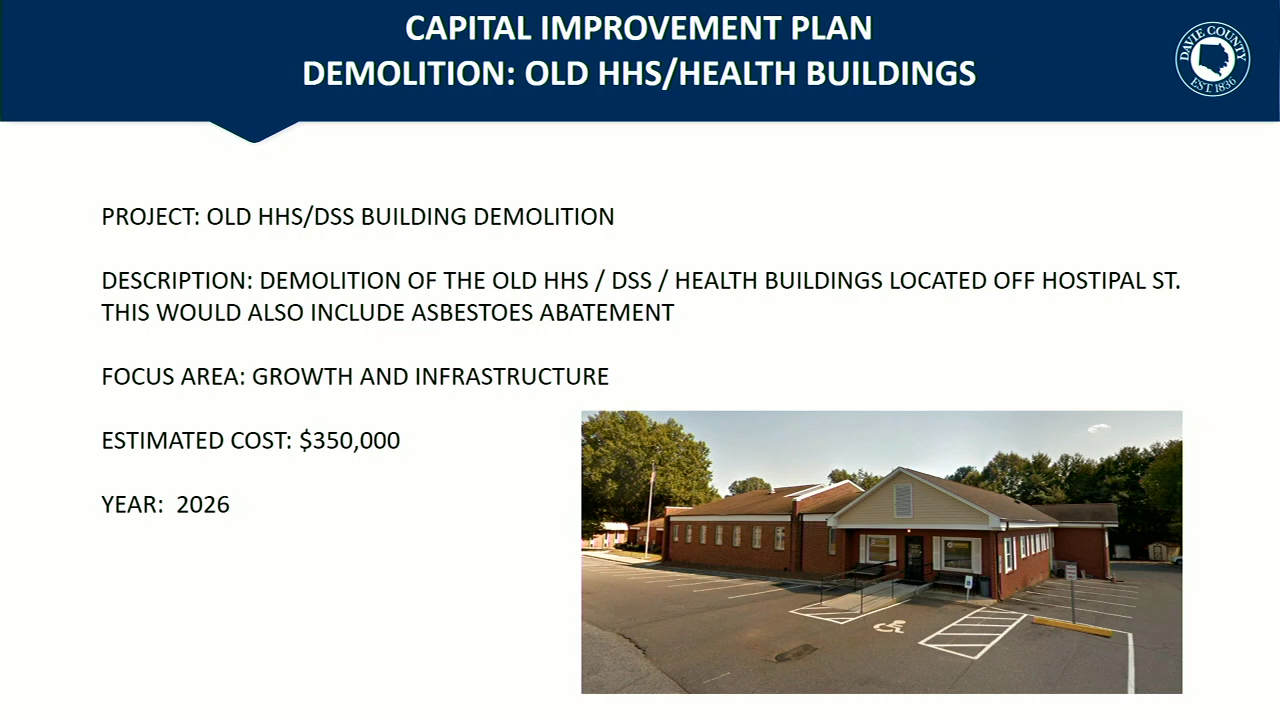 CAPITAL IMPROVEMENT PLAN
DEMOLITION: OLD HHS/HEALTH BUILDINGS
DAVIE COUNTY
EST. 1836
PROJECT: OLD HHS/DSS BUILDING DEMOLITION
DESCRIPTION: DEMOLITION OF THE OLD HHS / DSS / HEALTH BUILDINGS LOCATED OFF HOSTIPAL ST.
THIS WOULD ALSO INCLUDE ASBESTOES ABATEMENT
FOCUS AREA: GROWTH AND INFRASTRUCTURE
ESTIMATED COST: $350,000
YEAR: 2026